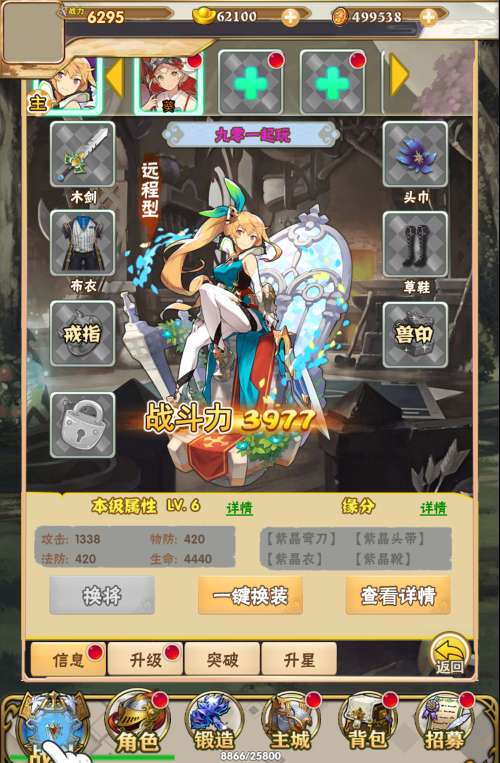 战力 6295 62100 499538
主 葵
九零一起玩
远程型
木剑 头巾
布衣 草鞋
戒指 兽印
战斗力 3977
本级属性 LV.6 详情 缘分 详情
攻击: 1338 物防: 420 【紫晶弯刀】 【紫晶头带】
法防: 420 生命: 4440 【紫晶衣】 【紫晶靴】
换将 一键换装 查看详情
信息 升级 突破 升星 返回
角色 锻造 主城 背包 招募
8866/25800